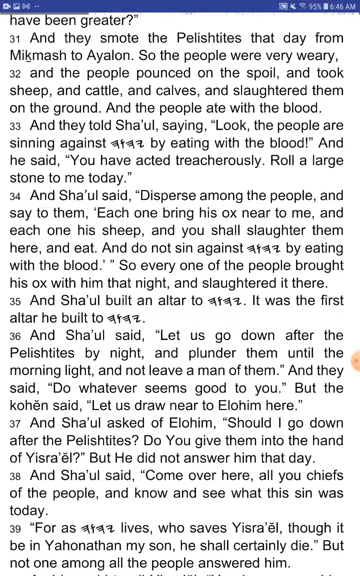 95% 6:46 AM
have been greater?”
31 And they smote the Pelishtites that day from
Miḵmash to Ayalon. So the people were very weary,
32 and the people pounced on the spoil, and took
sheep, and cattle, and calves, and slaughtered them
on the ground. And the people ate with the blood.
33 And they told Sha’ul, saying, “Look, the people are
sinning against 𐤉𐤄𐤅𐤄 by eating with the blood!” And
he said, “You have acted treacherously. Roll a large
stone to me today.”
34 And Sha’ul said, “Disperse among the people, and
say to them, ‘Each one bring his ox near to me, and
each one his sheep, and you shall slaughter them
here, and eat. And do not sin against 𐤉𐤄𐤅𐤄 by eating
with the blood.’ ” So every one of the people brought
his ox with him that night, and slaughtered it there.
35 And Sha’ul built an altar to 𐤉𐤄𐤅𐤄. It was the first
altar he built to 𐤉𐤄𐤅𐤄.
36 And Sha’ul said, “Let us go down after the
Pelishtites by night, and plunder them until the
morning light, and not leave a man of them.” And they
said, “Do whatever seems good to you.” But the
kohĕn said, “Let us draw near to Elohim here.”
37 And Sha’ul asked of Elohim, “Should I go down
after the Pelishtites? Do You give them into the hand
of Yisra’ĕl?” But He did not answer him that day.
38 And Sha’ul said, “Come over here, all you chiefs
of the people, and know and see what this sin was
today.
39 “For as 𐤉𐤄𐤅𐤄 lives, who saves Yisra’ĕl, though it
be in Yahonathan my son, he shall certainly die.” But
not one among all the people answered him.